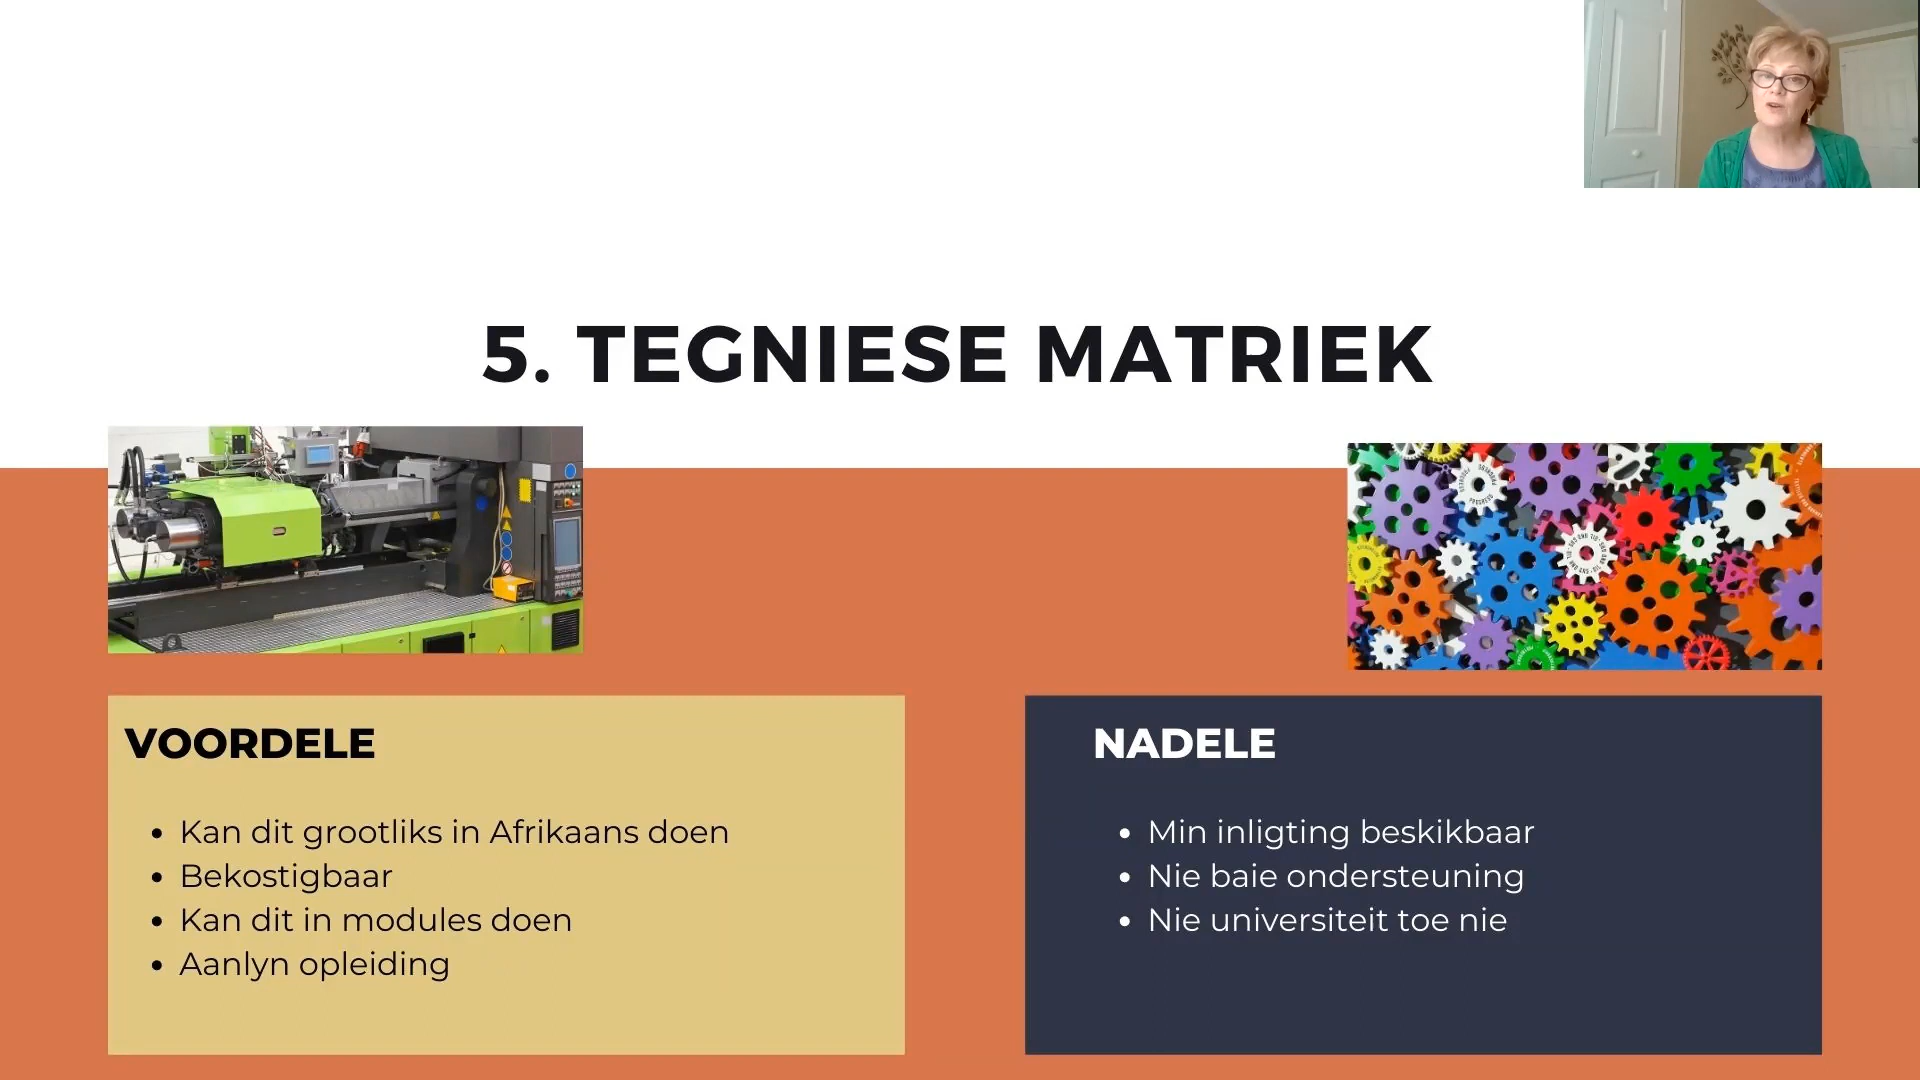 5. TEGNIESE MATRIEK
VOORDELE
• Kan dit grootliks in Afrikaans doen
• Bekostigbaar
• Kan dit in modules doen
• Aanlyn opleiding
NADELE
• Min inligting beskikbaar
• Nie baie ondersteuning
• Nie universiteit toe nie